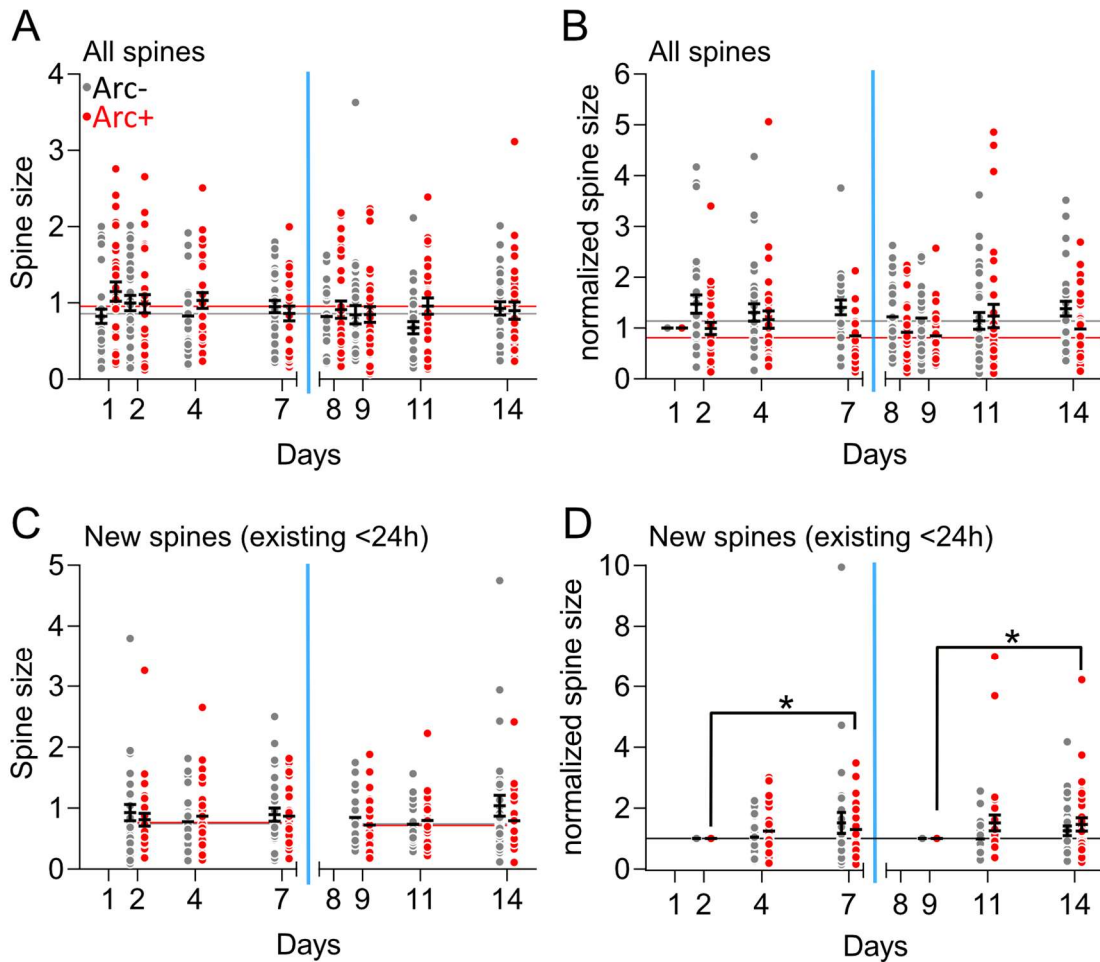 A
All spines
Arc-
Arc+
Spine size
4
3
2
1
0
1 2 4 7 8 9 11 14
Days
B
All spines
normalized spine size
6
5
4
3
2
1
0
1 2 4 7 8 9 11 14
Days
C
New spines (existing <24h)
Spine size
5
4
3
2
1
0
1 2 4 7 8 9 11 14
Days
D
New spines (existing <24h)
normalized spine size
10
8
6
4
2
0
*
*
1 2 4 7 8 9 11 14
Days